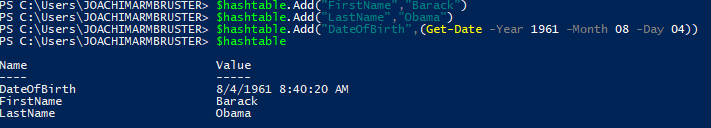 PS C:\Users\JOACHIMARMBRUSTER> $hashtable.Add("FirstName","Barack")
PS C:\Users\JOACHIMARMBRUSTER> $hashtable.Add("LastName","Obama")
PS C:\Users\JOACHIMARMBRUSTER> $hashtable.Add("DateOfBirth",(Get-Date -Year 1961 -Month 08 -Day 04))
PS C:\Users\JOACHIMARMBRUSTER> $hashtable
Name Value
---- -----
DateOfBirth 8/4/1961 8:40:20 AM
FirstName Barack
LastName Obama